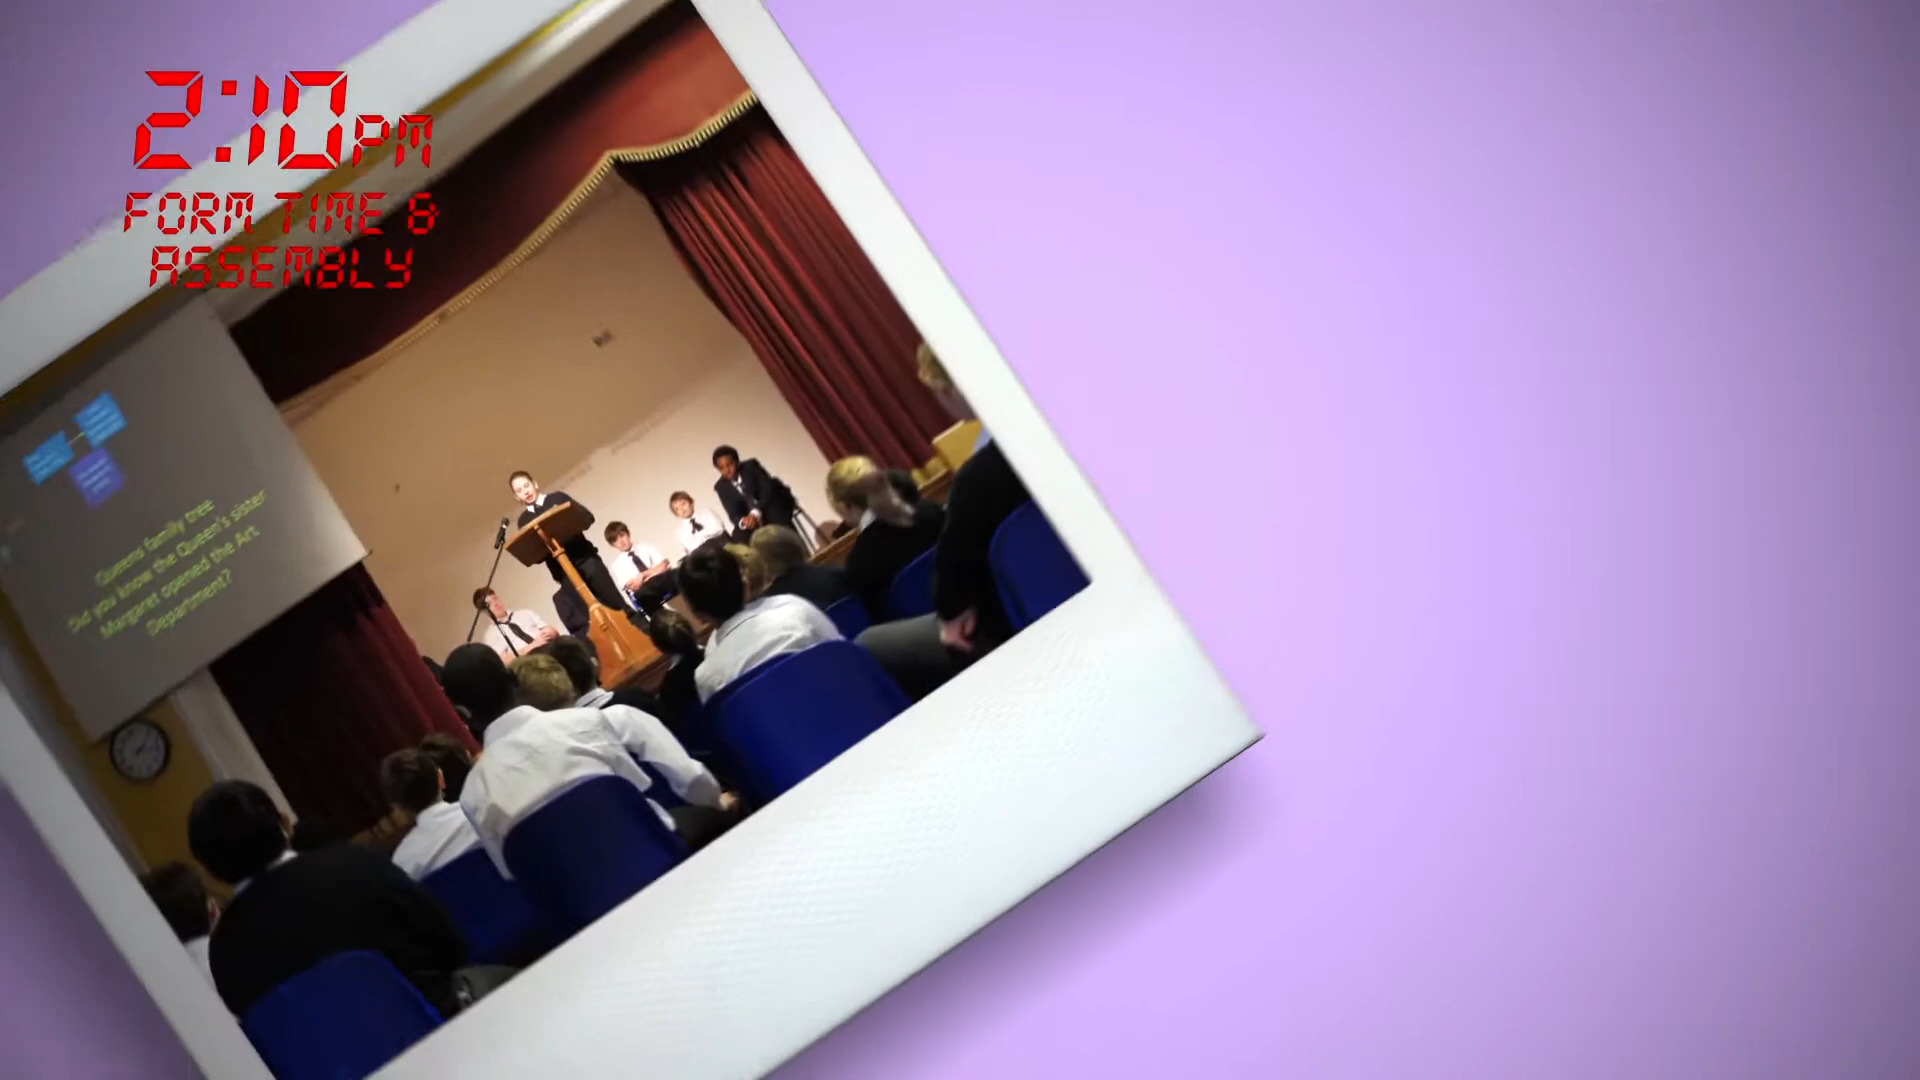 2:10PM
FORM TIME &
ASSEMBLY
Queens family tree
Did you know the Queen's sister
Margaret opened the Art
Department?